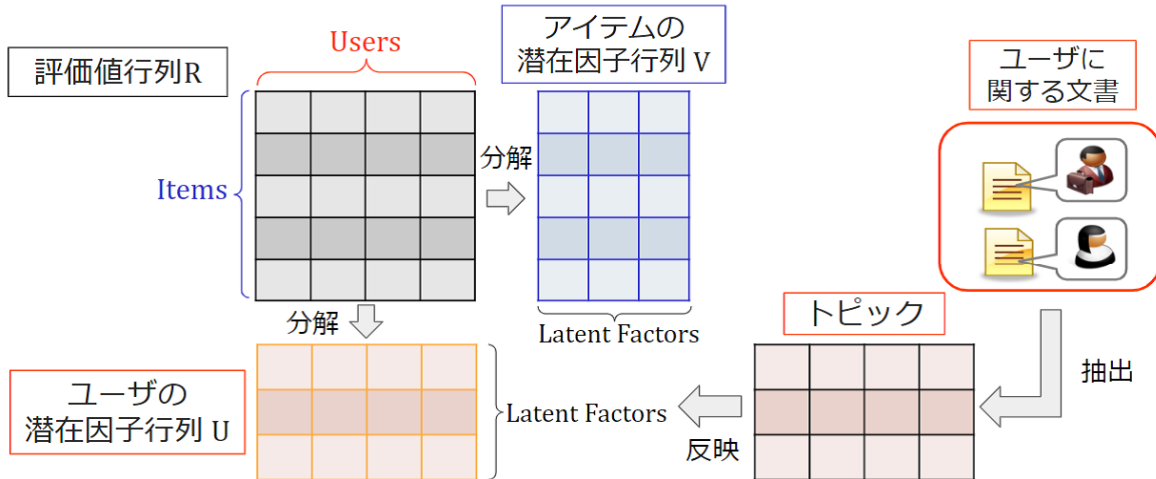 Users
アイテムの
潜在因子行列 V
評価値行列R
ユーザに
関する文書
分解
Items
分解
Latent Factors
トピック
抽出
ユーザの
潜在因子行列 U
Latent Factors
反映